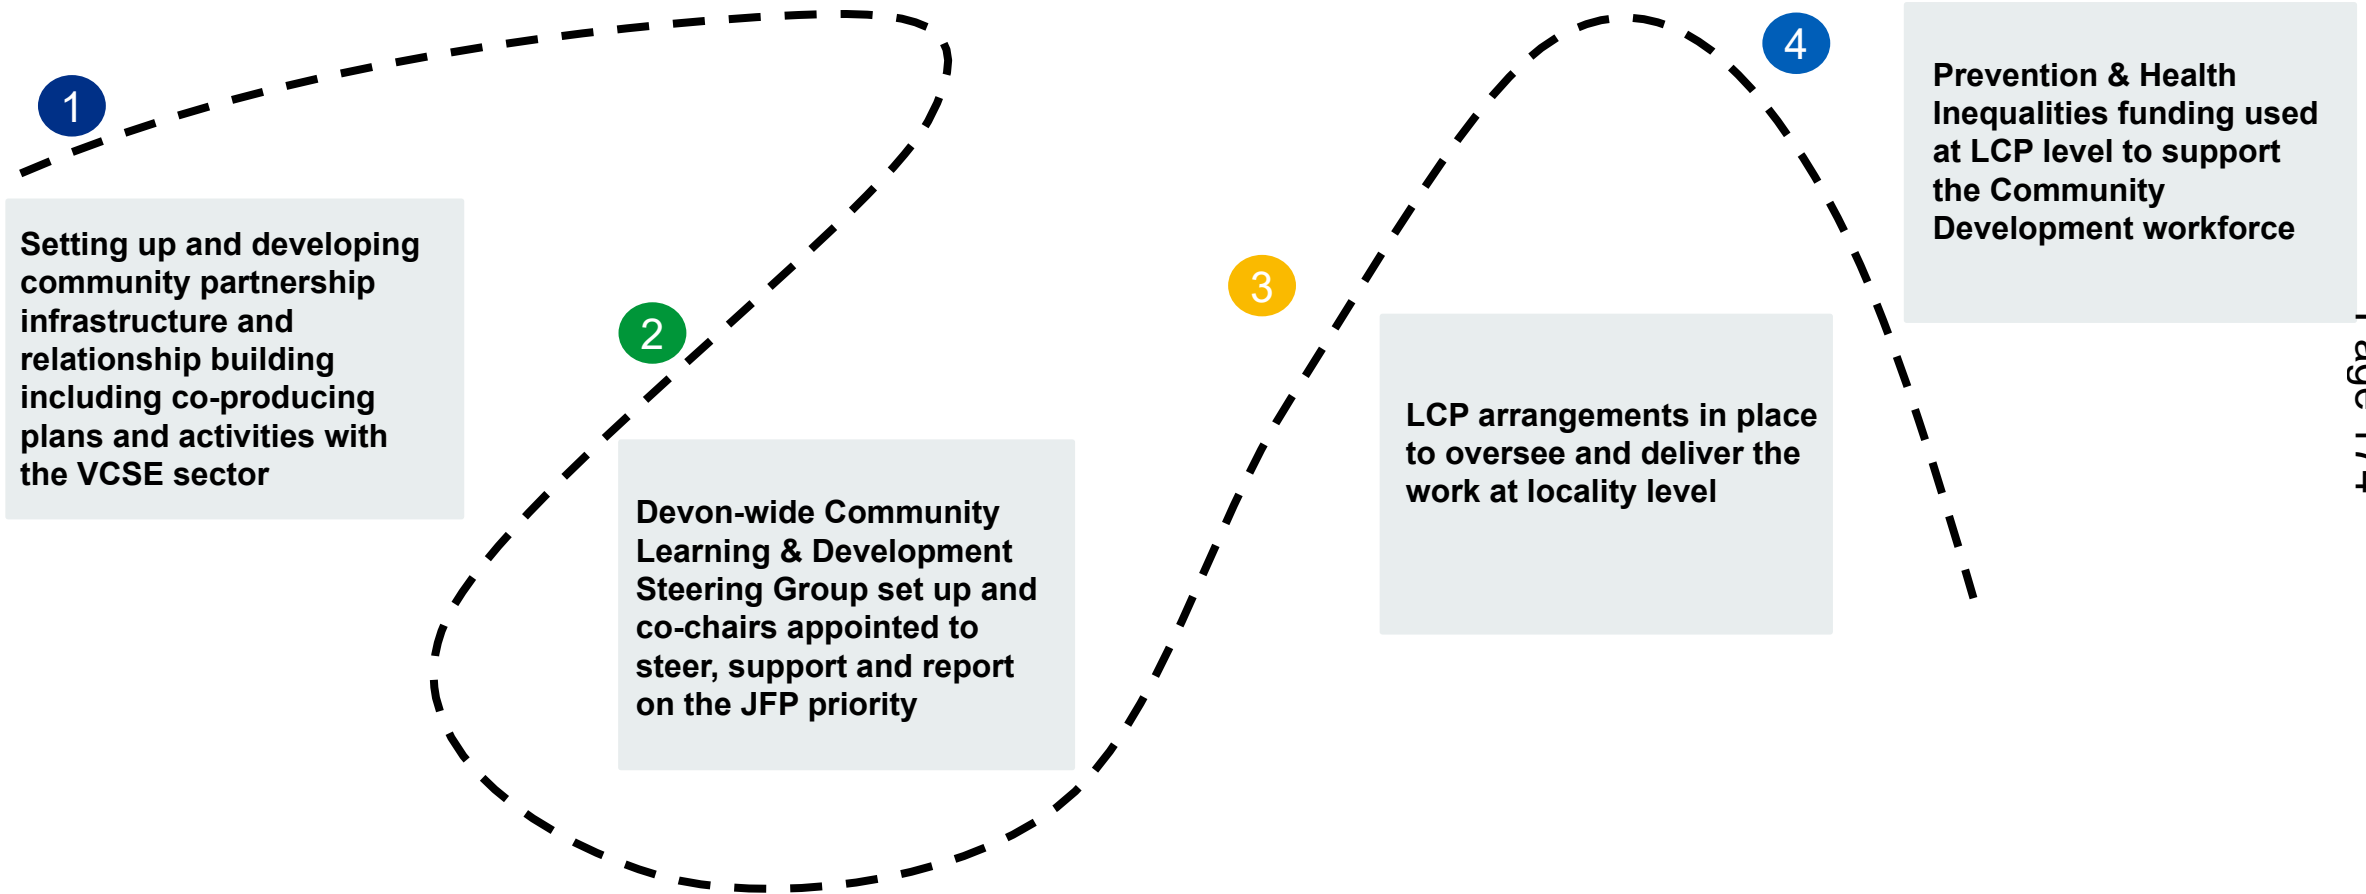 1
Setting up and developing
community partnership
infrastructure and
relationship building
including co-producing
plans and activities with
the VCSE sector
2
Devon-wide Community
Learning & Development
Steering Group set up and
co-chairs appointed to
steer, support and report
on the JFP priority
3
LCP arrangements in place
to oversee and deliver the
work at locality level
4
Prevention & Health
Inequalities funding used
at LCP level to support
the Community
Development workforce
Page 174